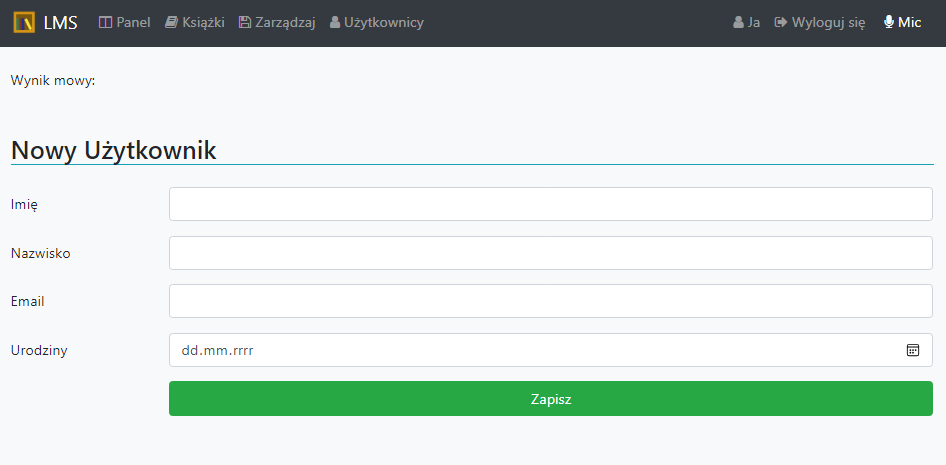 LMS Panel Książki Zarządzaj Użytkownicy Ja Wyloguj się Mic
Wynik mowy:
Nowy Użytkownik
Imię
Nazwisko
Email
Urodziny dd.mm.rrrr
Zapisz